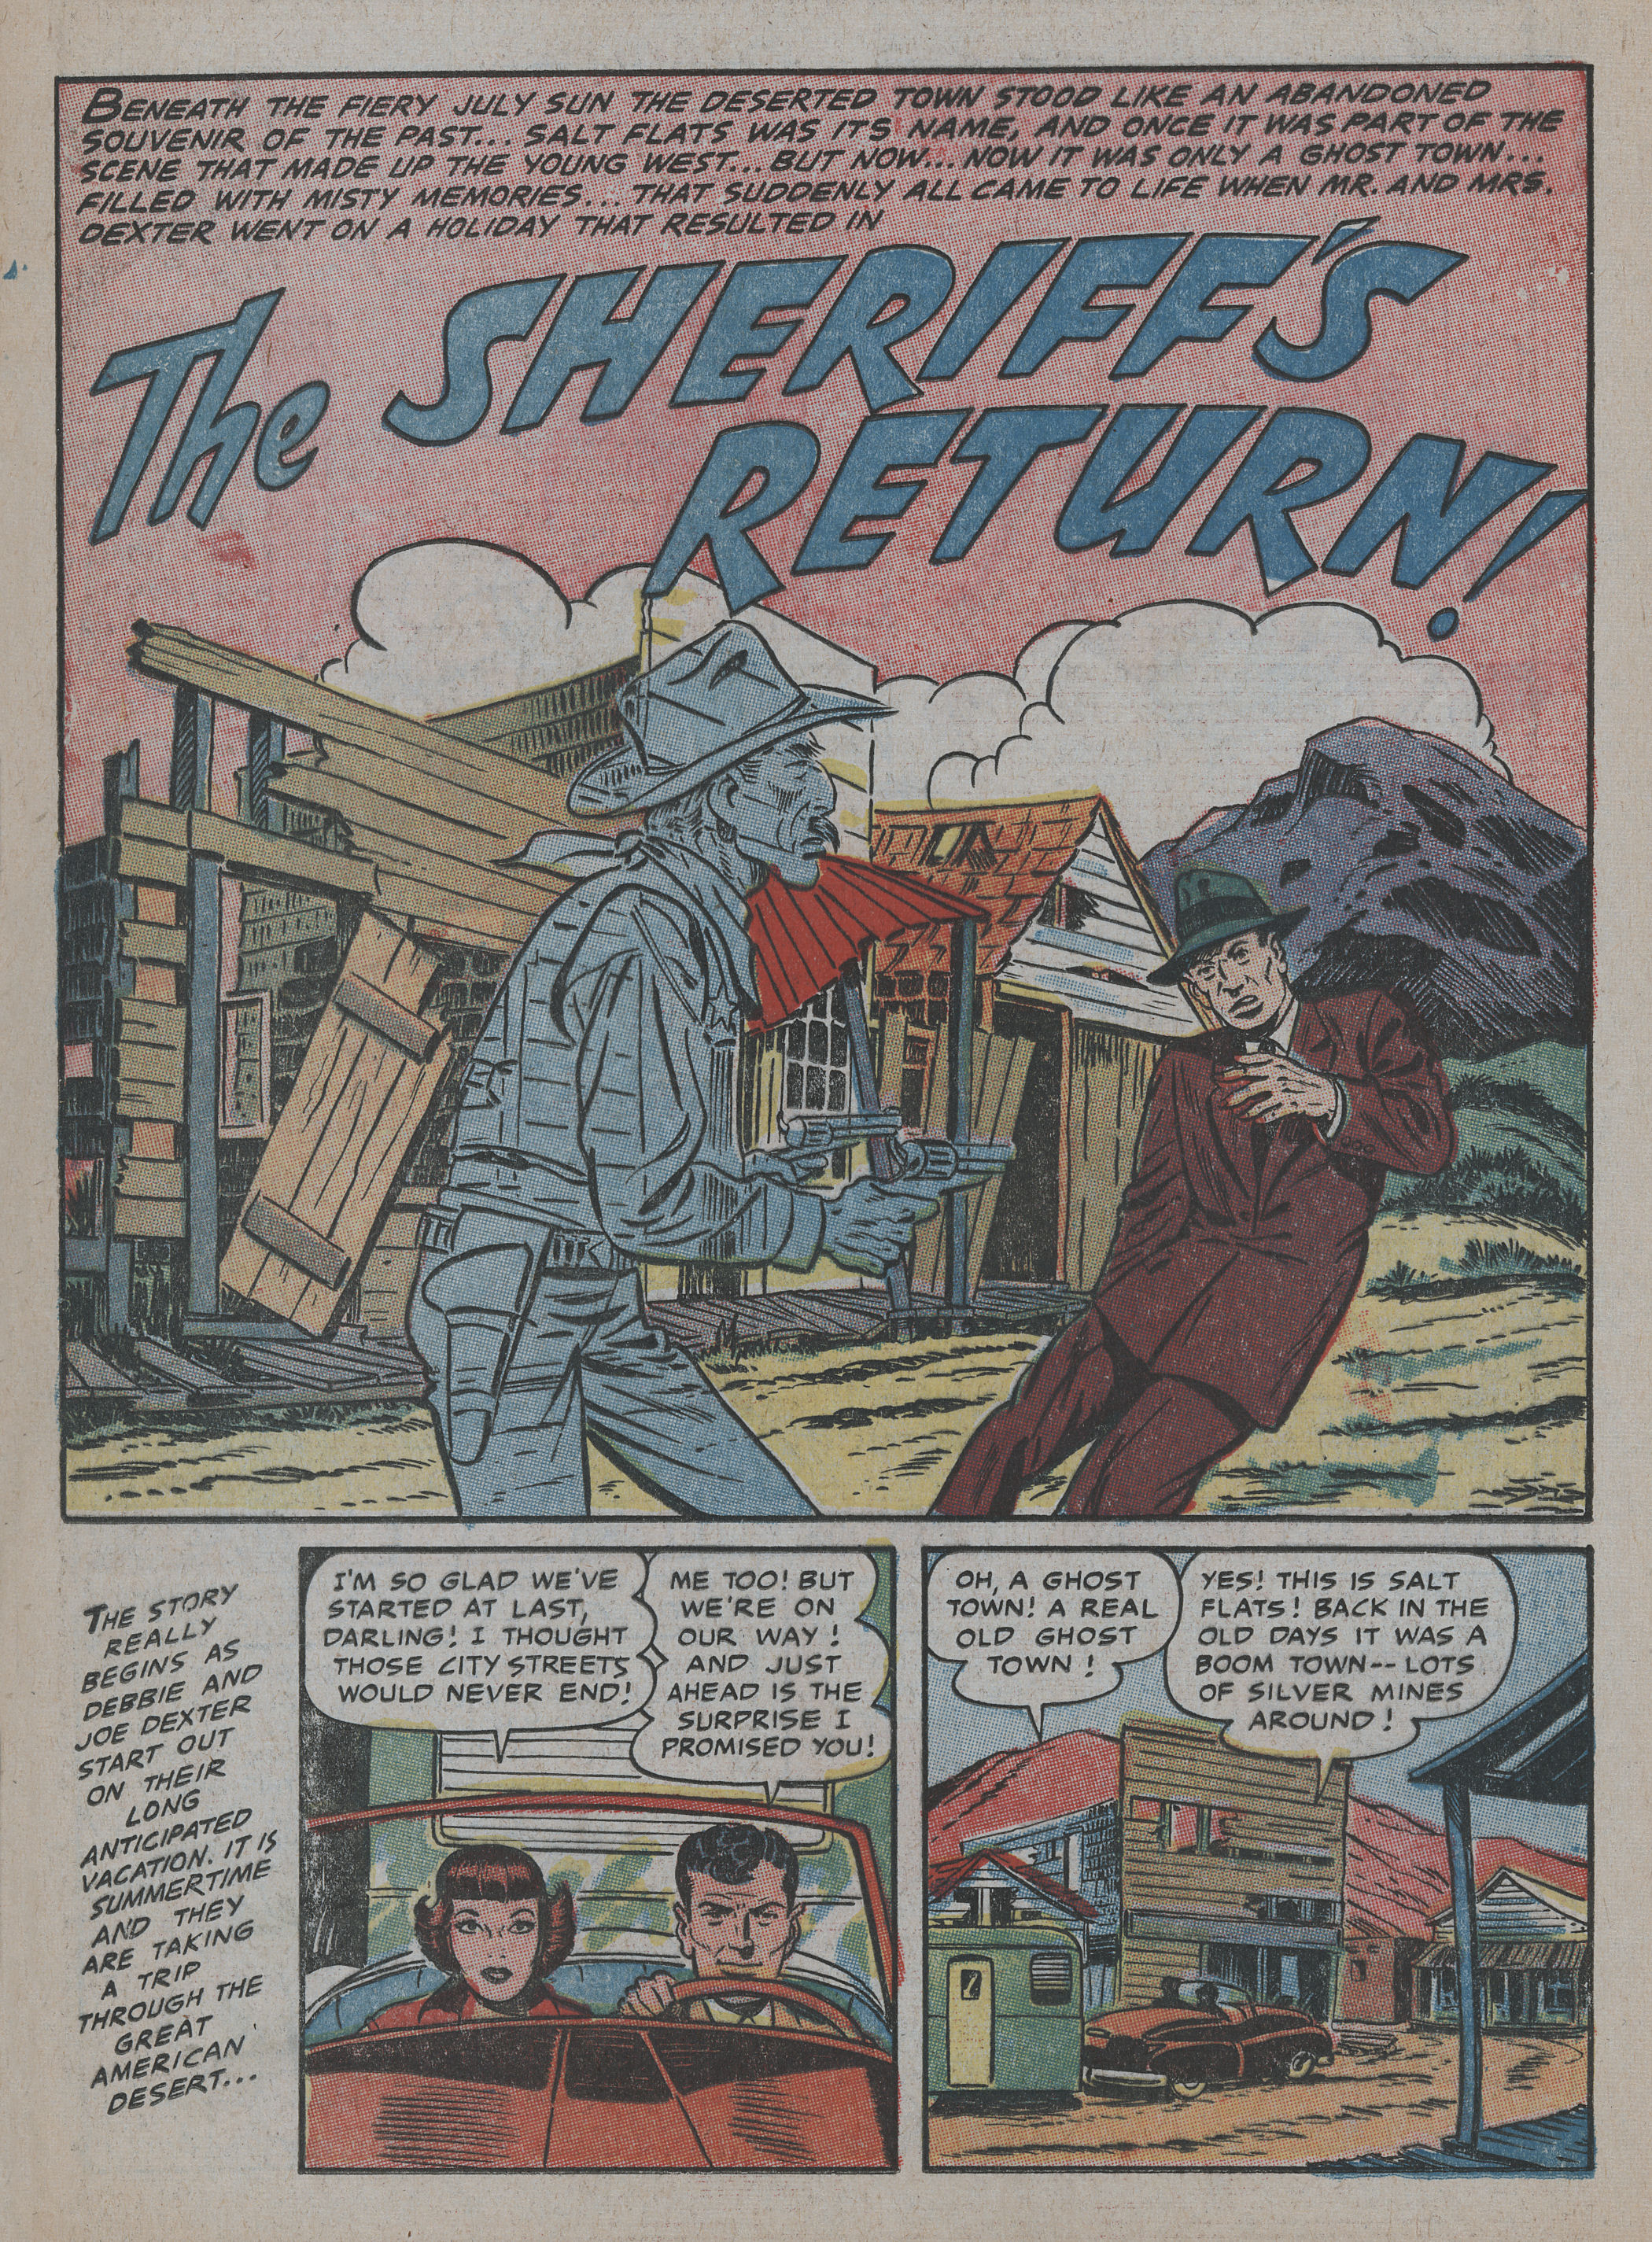 BENEATH THE FIERY JULY SUN THE DESERTED TOWN STOOD LIKE AN ABANDONED
SOUVENIR OF THE PAST... SALT FLATS WAS ITS NAME, AND ONCE IT WAS PART OF THE
SCENE THAT MADE UP THE YOUNG WEST... BUT NOW... NOW IT WAS ONLY A GHOST TOWN...
FILLED WITH MISTY MEMORIES... THAT SUDDENLY ALL CAME TO LIFE WHEN MR. AND MRS.
DEXTER WENT ON A HOLIDAY THAT RESULTED IN
The SHERIFF'S
RETURN!
THE STORY
REALLY
BEGINS AS
DEBBIE AND
JOE DEXTER
START OUT
ON THEIR
LONG
ANTICIPATED
VACATION. IT IS
SUMMERTIME
AND THEY
ARE TAKING
A TRIP
THROUGH THE
GREAT
AMERICAN
DESERT...
I'M SO GLAD WE'VE
STARTED AT LAST,
DARLING! I THOUGHT
THOSE CITY STREETS
WOULD NEVER END!
ME TOO! BUT
WE'RE ON
OUR WAY!
AND JUST
AHEAD IS THE
SURPRISE I
PROMISED YOU!
OH, A GHOST
TOWN! A REAL
OLD GHOST
TOWN!
YES! THIS IS SALT
FLATS! BACK IN THE
OLD DAYS IT WAS A
BOOM TOWN-- LOTS
OF SILVER MINES
AROUND!